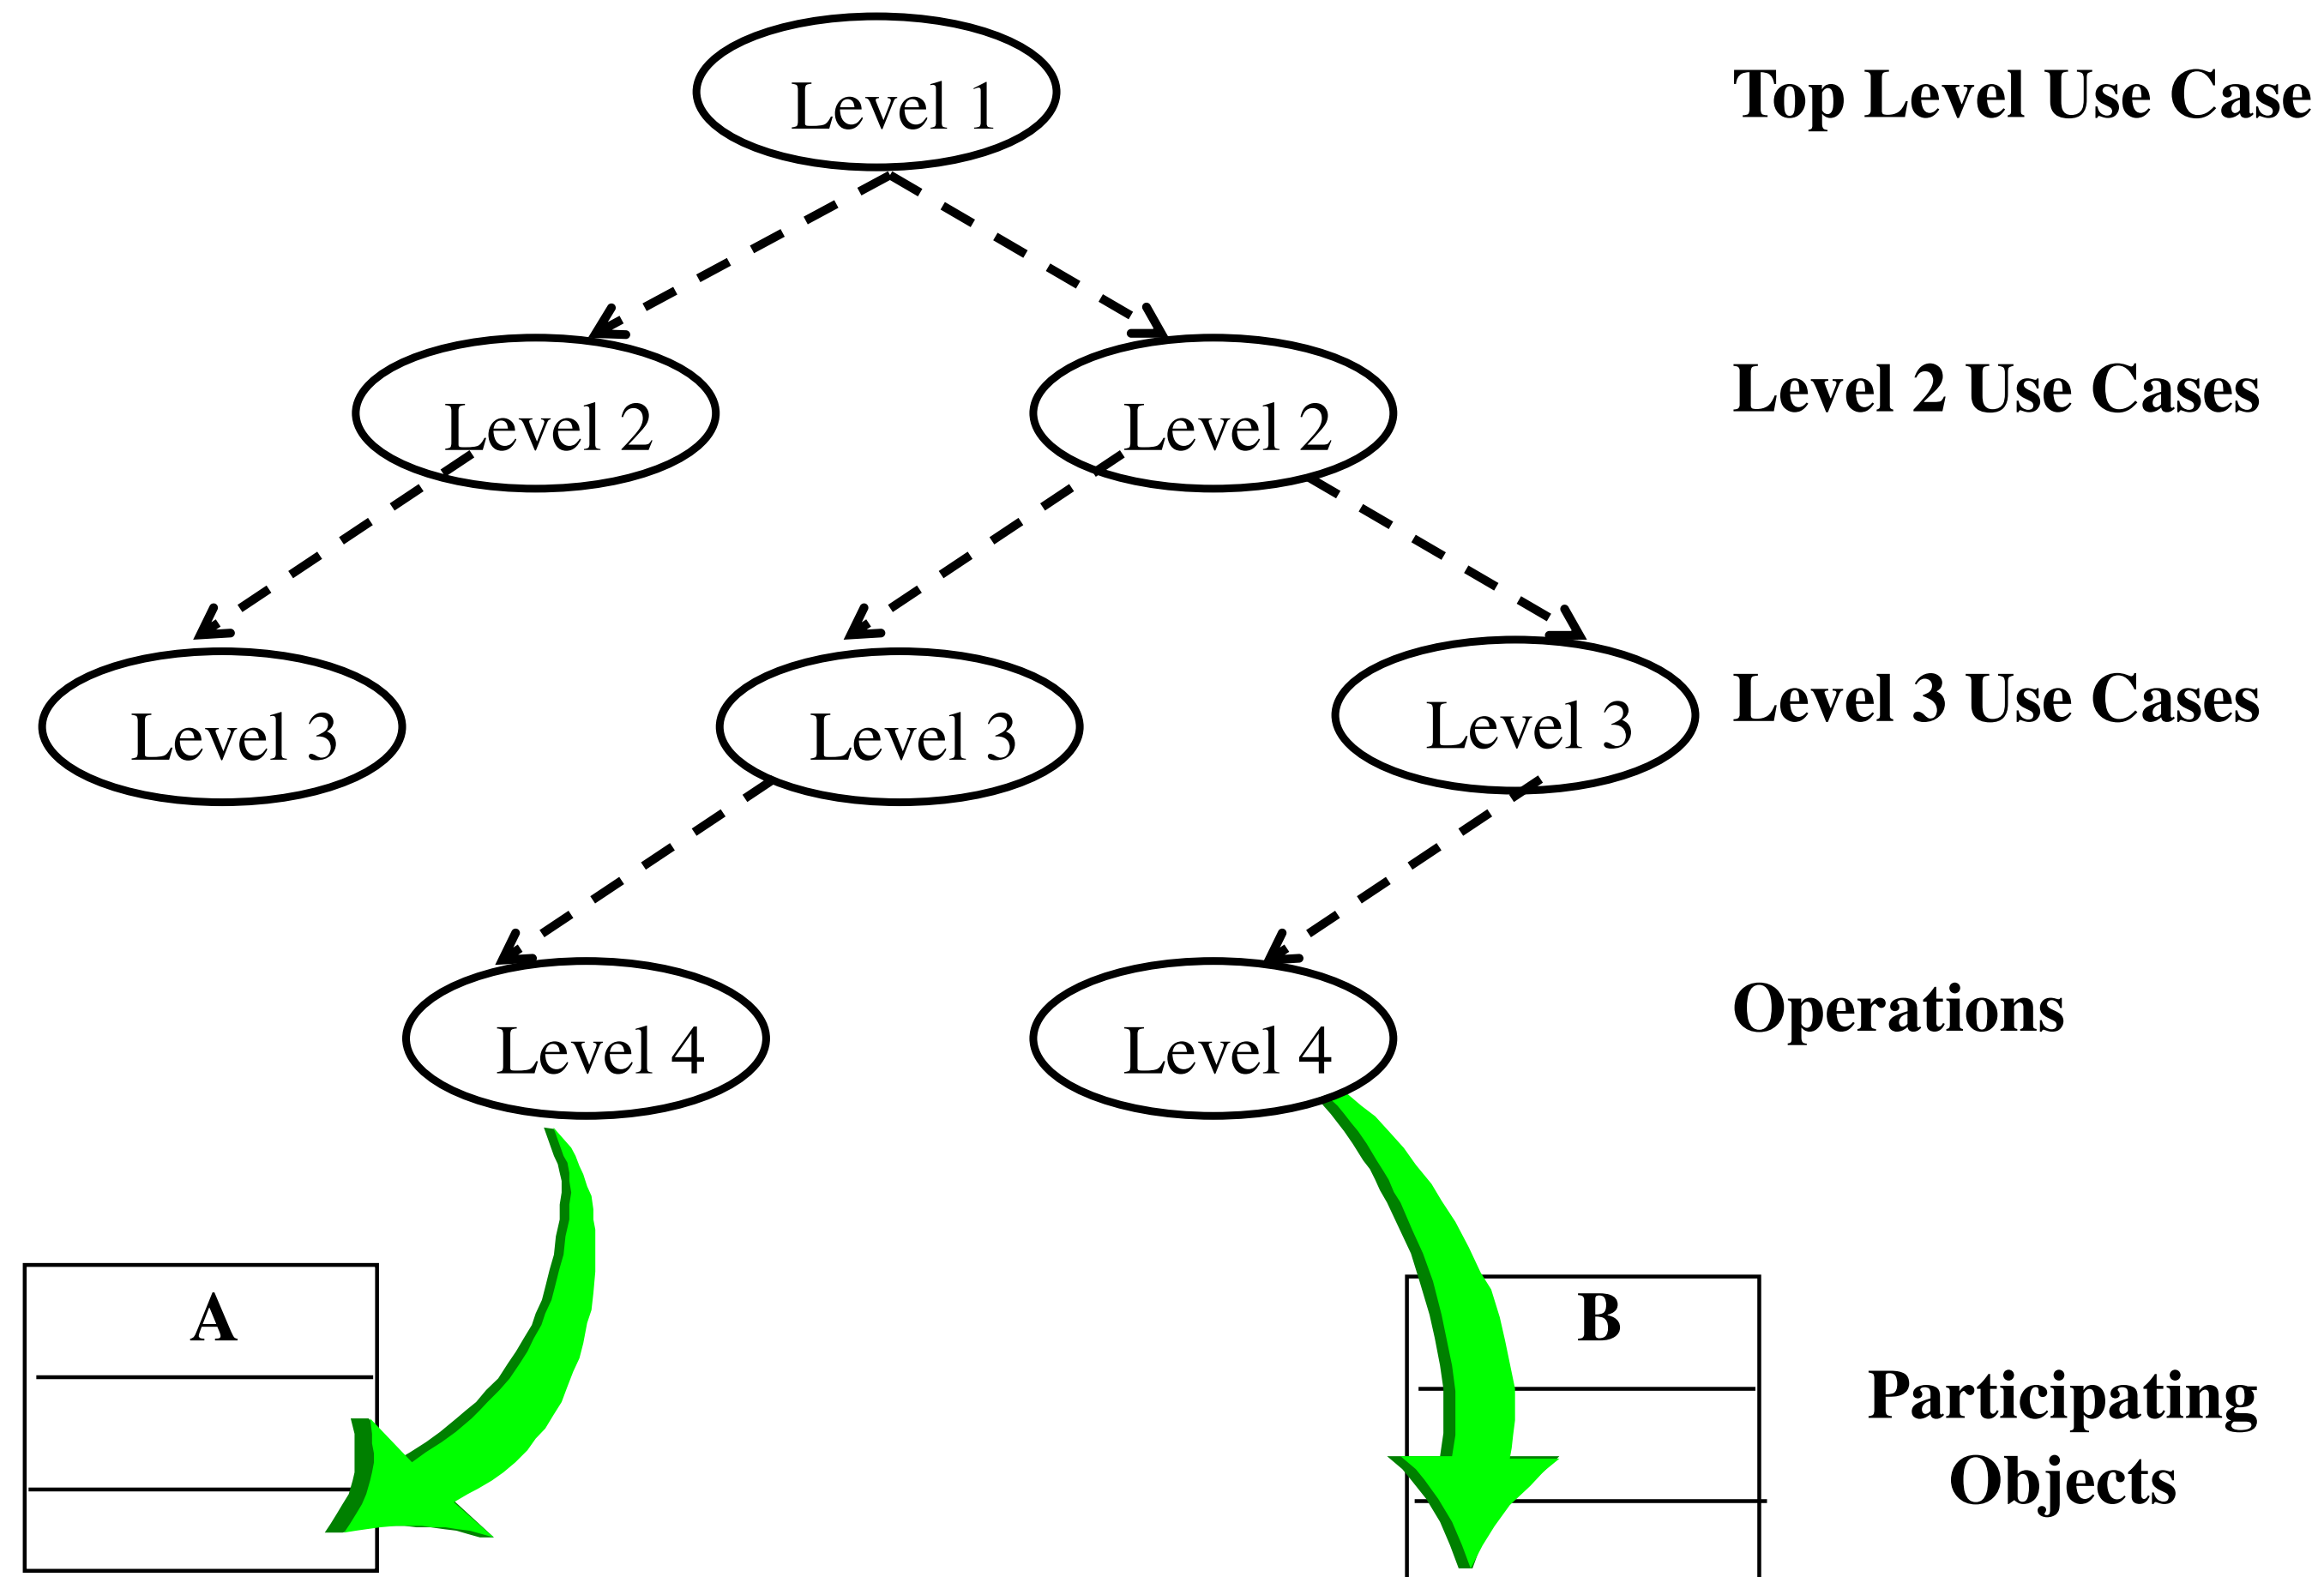 Level 1
Top Level Use Case
Level 2
Level 2
Level 2 Use Cases
Level 3
Level 3
Level 3
Level 3 Use Cases
Level 4
Level 4
Operations
A
B
Participating
Objects